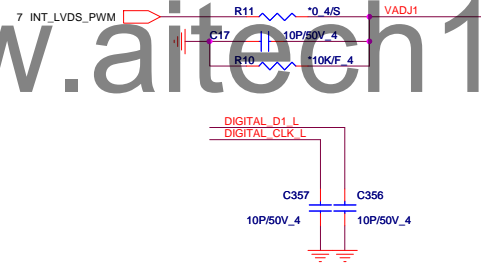 R11 *0_4/S VADJ1
7 INT_LVDS_PWM
C17 10P/50V_4
R10 *10K/F_4
w.aitech1
DIGITAL_D1_L
DIGITAL_CLK_L
C357 C356
10P/50V_4 10P/50V_4